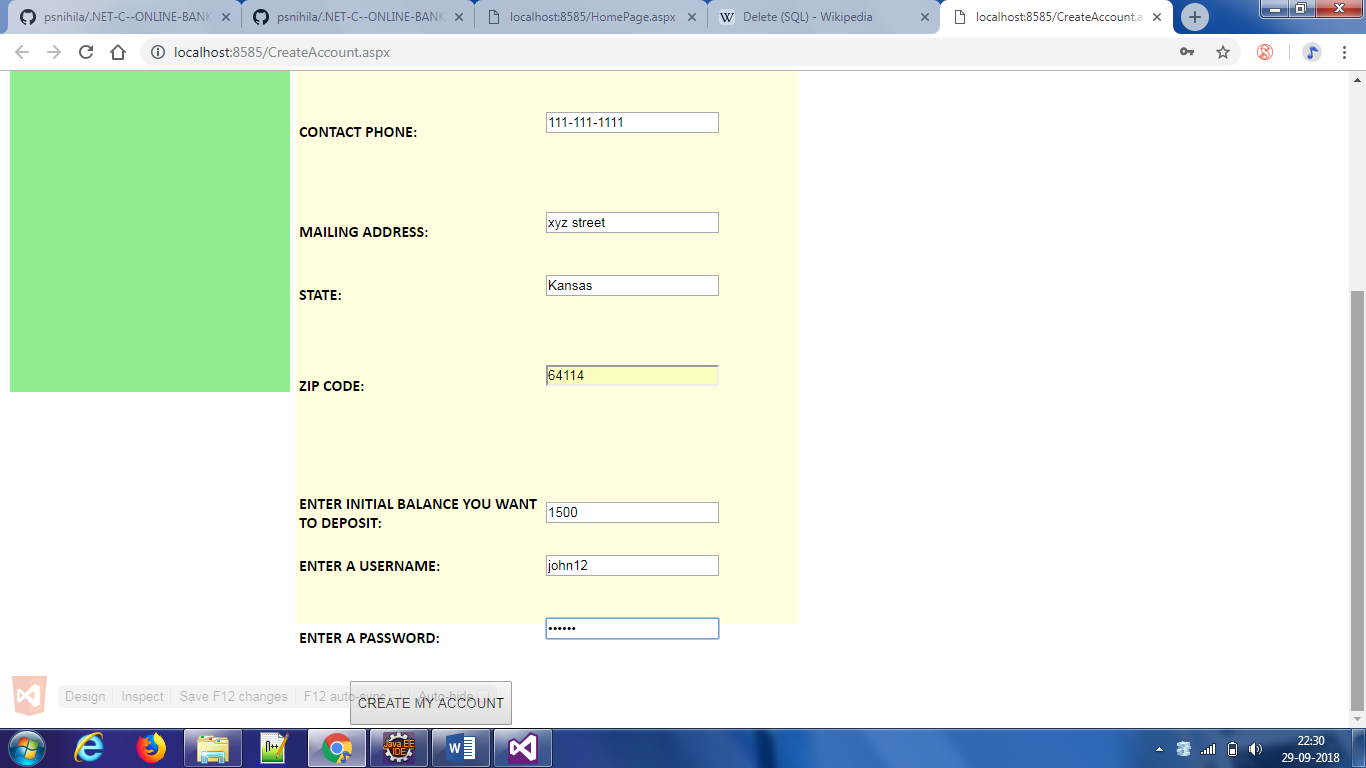 psnihila/.NET-C--ONLINE-BANK
psnihila/.NET-C--ONLINE-BANK
localhost:8585/HomePage.aspx
W Delete (SQL) - Wikipedia
localhost:8585/CreateAccount.a
localhost:8585/CreateAccount.aspx
CONTACT PHONE: 111-111-1111
MAILING ADDRESS: xyz street
STATE: Kansas
ZIP CODE: 64114
ENTER INITIAL BALANCE YOU WANT
TO DEPOSIT: 1500
ENTER A USERNAME: john12
ENTER A PASSWORD: ••••••
Design Inspect Save F12 changes F12 auto-sync Auto-hide
CREATE MY ACCOUNT
Java EE
IDE
22:30
29-09-2018